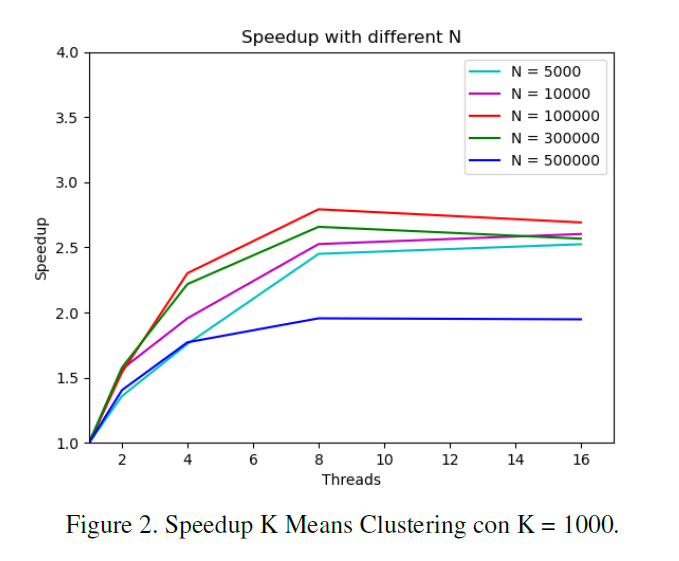 Speedup with different N
4.0
3.5
3.0
2.5
2.0
1.5
1.0
Speedup
N = 5000
N = 10000
N = 100000
N = 300000
N = 500000
2 4 6 8 10 12 14 16
Threads
Figure 2. Speedup K Means Clustering con K = 1000.